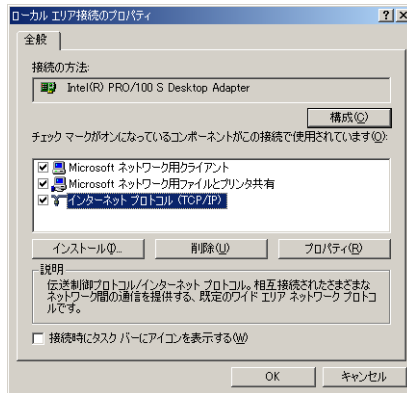 ローカル エリア接続のプロパティ
全般
接続の方法:
Intel(R) PRO/100 S Desktop Adapter
構成(C)
チェック マークがオンになっているコンポーネントがこの接続で使用されています(O):
Microsoft ネットワーク用クライアント
Microsoft ネットワーク用ファイルとプリンタ共有
インターネット プロトコル (TCP/IP)
インストール(I)... 削除(U) プロパティ(R)
説明
伝送制御プロトコル/インターネット プロトコル。相互接続されたさまざまな
ネットワーク間の通信を提供する、既定のワイド エリア ネットワーク プロトコ
ルです。
接続時にタスク バーにアイコンを表示する(W)
OK キャンセル